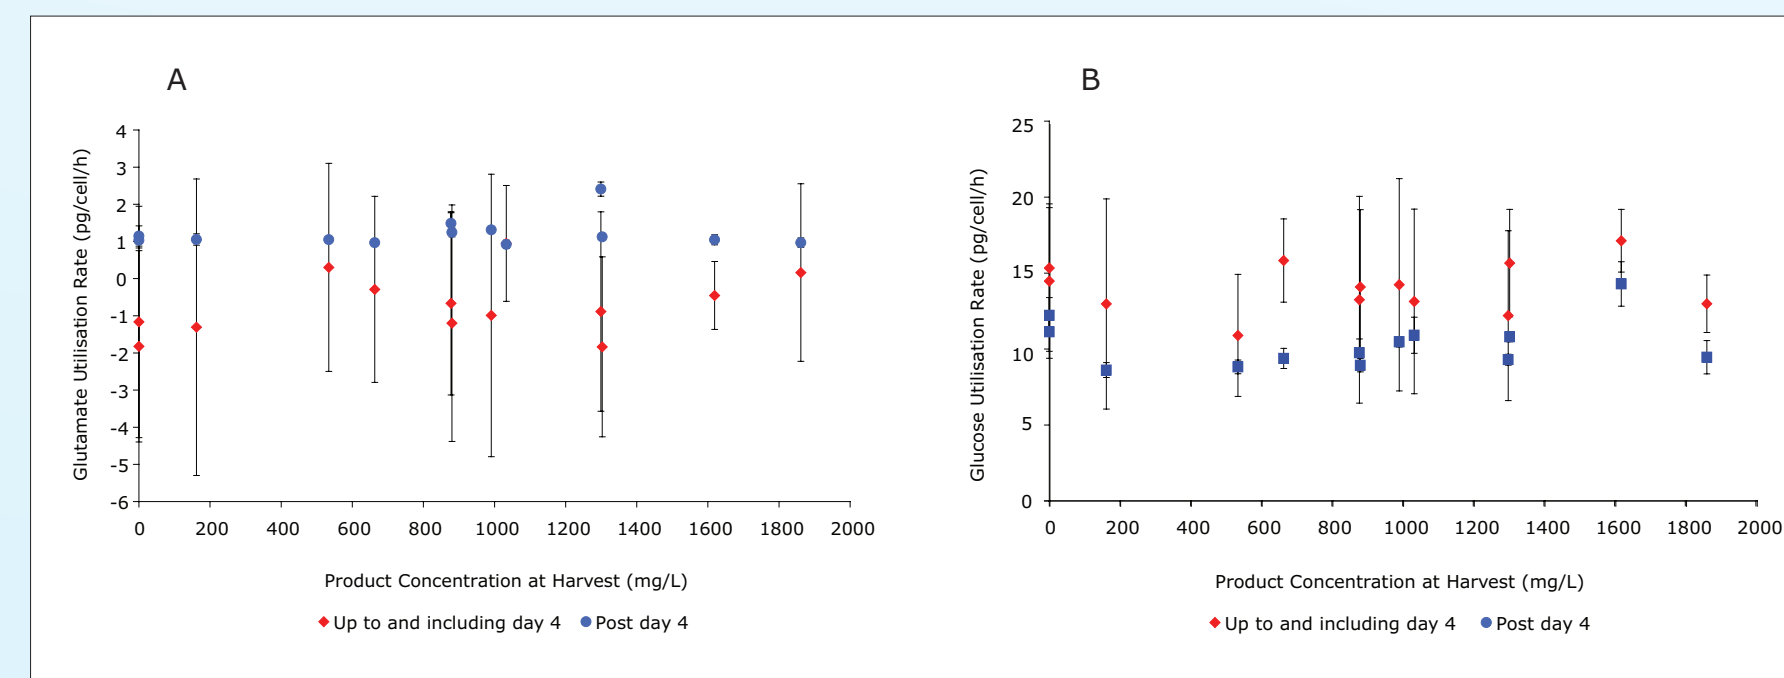 A
Glutamate Utilisation Rate (pg/cell/h)
4
3
2
1
0
-1
-2
-3
-4
-5
-6
0 200 400 600 800 1000 1200 1400 1600 1800 2000
Product Concentration at Harvest (mg/L)
Up to and including day 4 Post day 4
B
Glucose Utilisation Rate (pg/cell/h)
25
20
15
10
5
0
0 200 400 600 800 1000 1200 1400 1600 1800 2000
Product Concentration at Harvest (mg/L)
Up to and including day 4 Post day 4